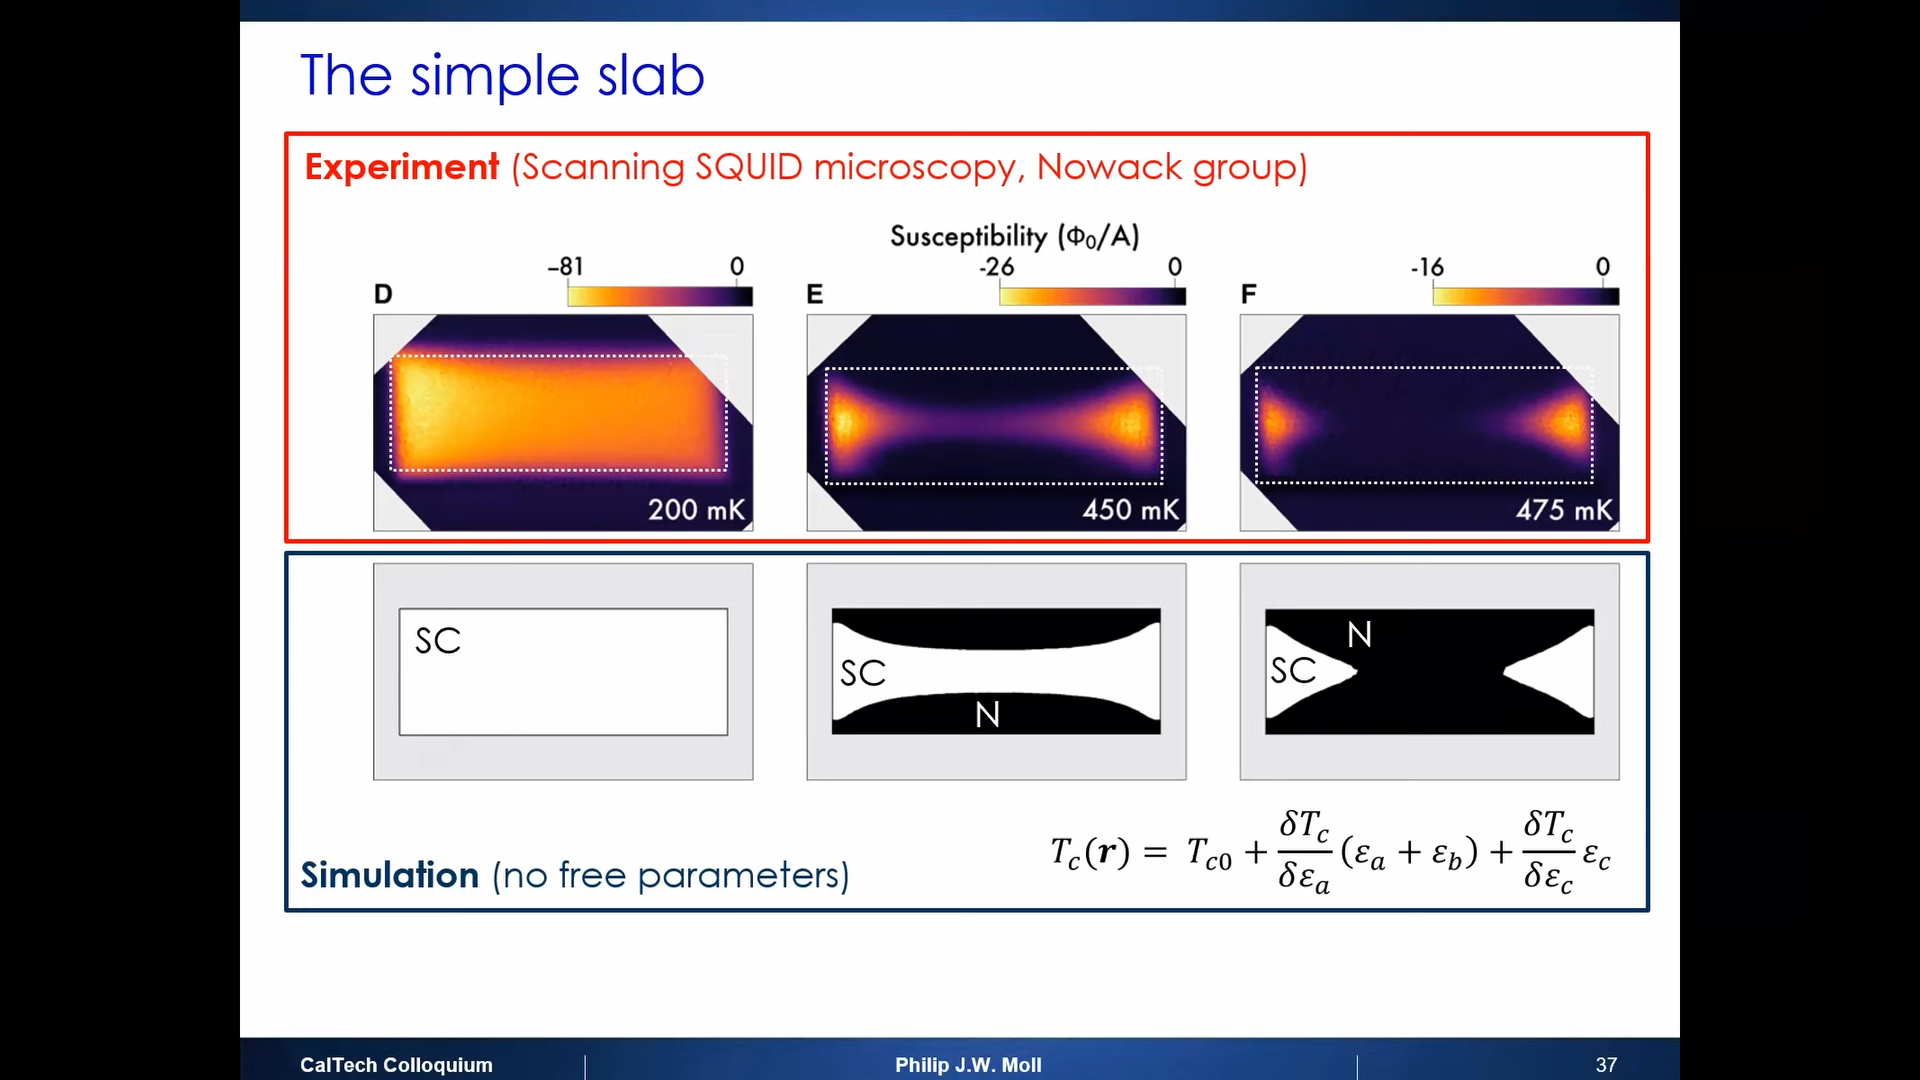 The simple slab
Experiment (Scanning SQUID microscopy, Nowack group)
Susceptibility (Φ₀/A)
−81 0
-26 0
-16 0
D
E
F
200 mK
450 mK
475 mK
SC
SC
N
SC
N
T_c(r) = T_c0 + δT_c/δε_a (ε_a + ε_b) + δT_c/δε_c ε_c
Simulation (no free parameters)
CalTech Colloquium
Philip J.W. Moll
37